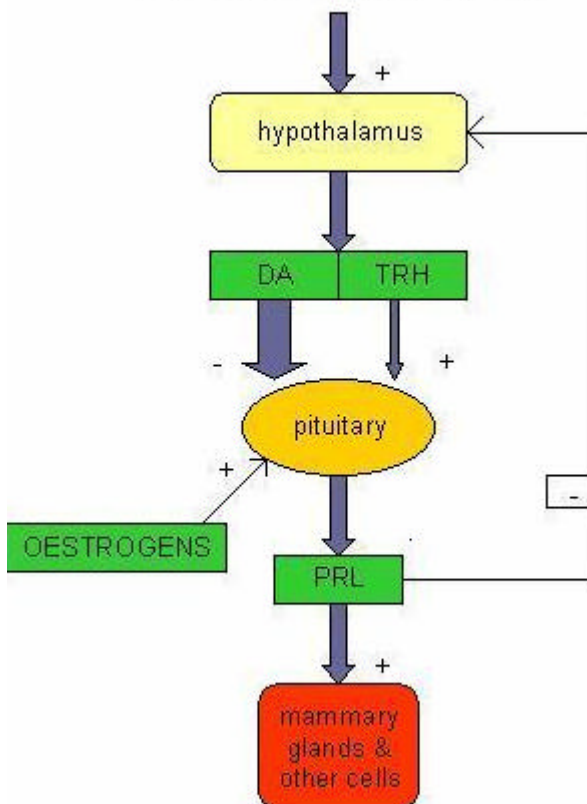 +
hypothalamus
DA TRH
- +
pituitary
+
-
OESTROGENS
PRL
+
mammary
glands &
other cells